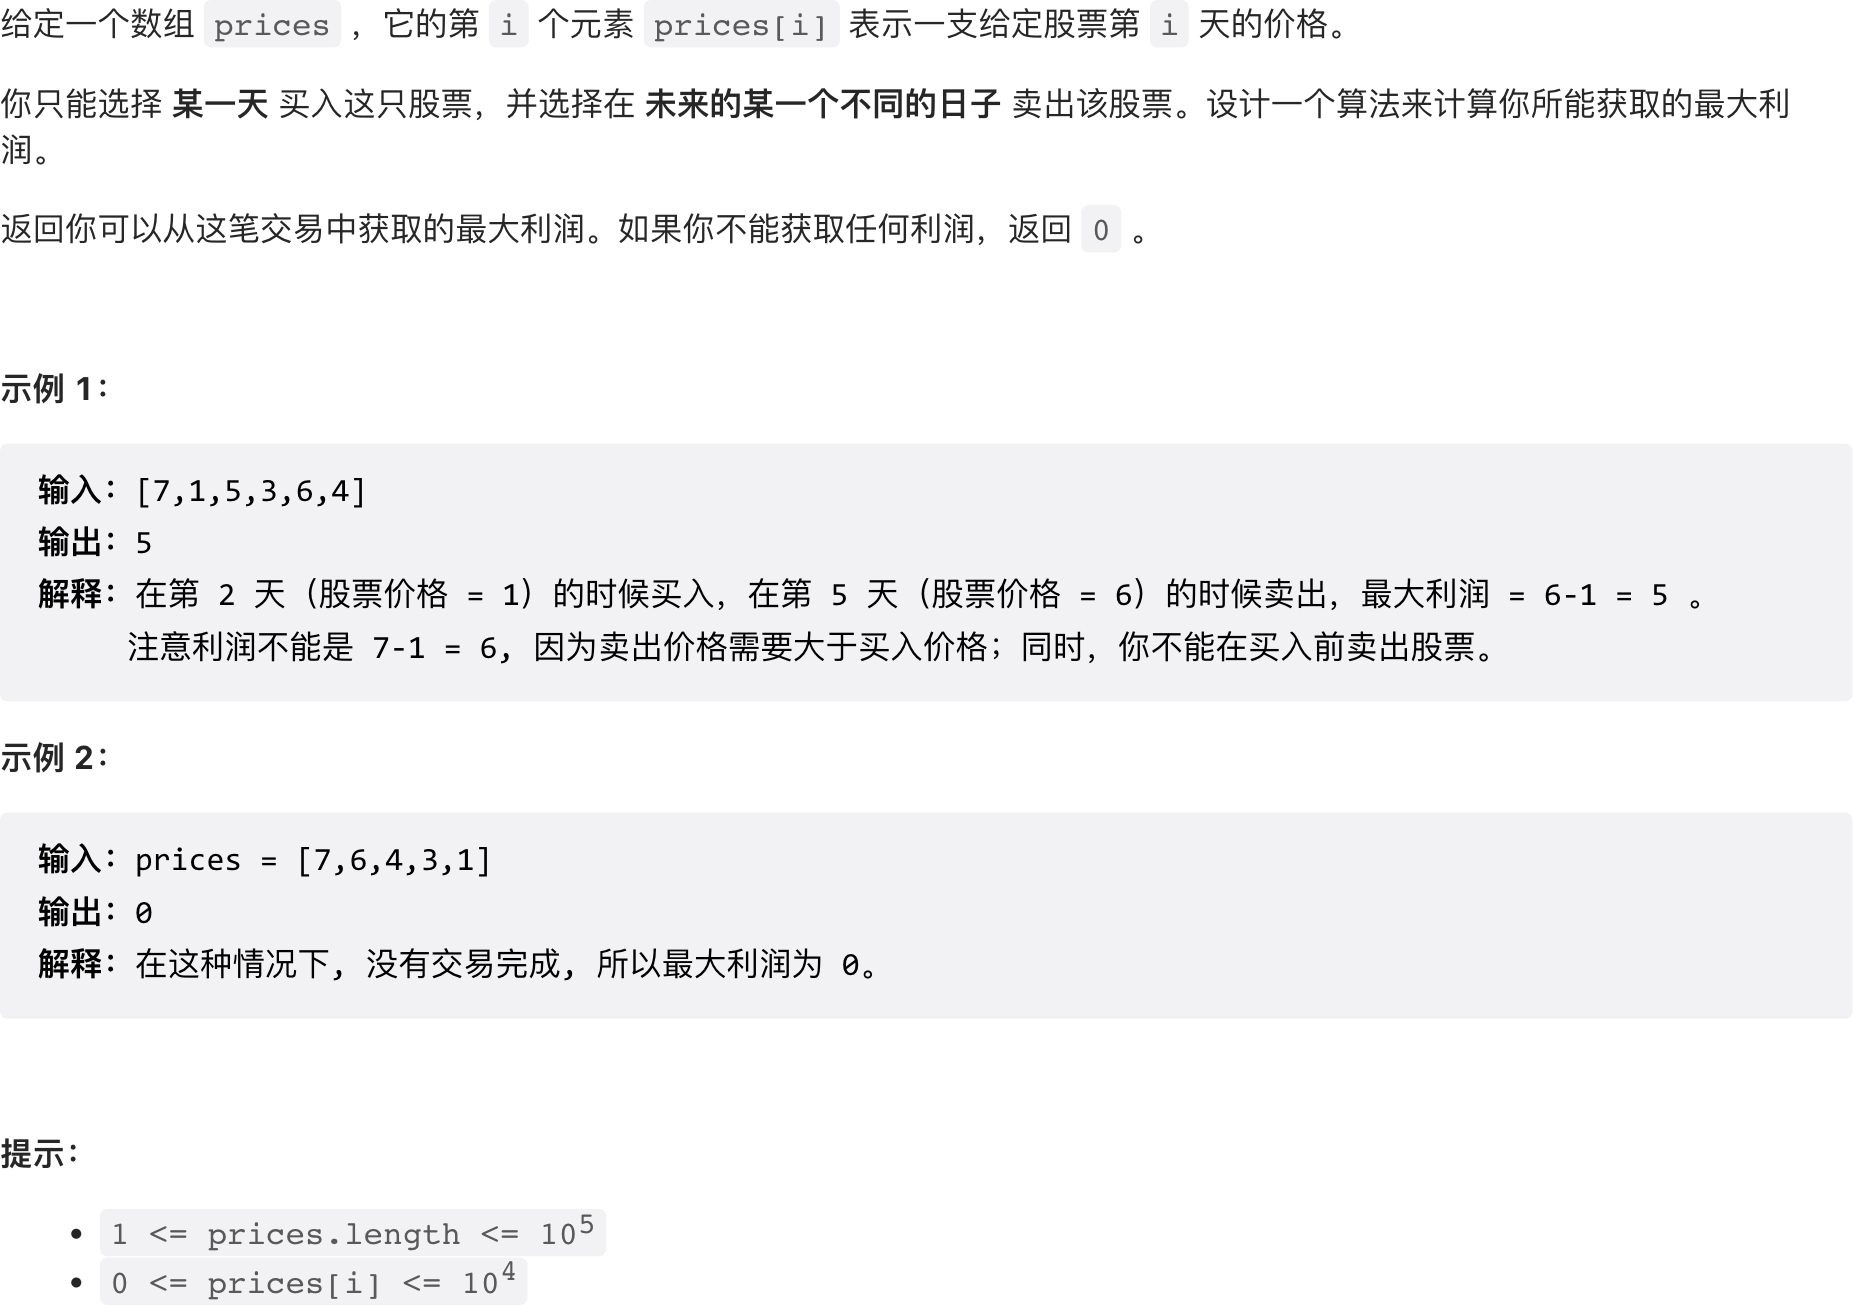 给定一个数组 prices ，它的第 i 个元素 prices[i] 表示一支给定股票第 i 天的价格。
你只能选择 某一天 买入这只股票，并选择在 未来的某一个不同的日子 卖出该股票。设计一个算法来计算你所能获取的最大利
润。
返回你可以从这笔交易中获取的最大利润。如果你不能获取任何利润，返回 0 。
示例 1：
输入：[7,1,5,3,6,4]
输出：5
解释：在第 2 天（股票价格 = 1）的时候买入，在第 5 天（股票价格 = 6）的时候卖出，最大利润 = 6-1 = 5 。
注意利润不能是 7-1 = 6, 因为卖出价格需要大于买入价格；同时，你不能在买入前卖出股票。
示例 2：
输入：prices = [7,6,4,3,1]
输出：0
解释：在这种情况下, 没有交易完成, 所以最大利润为 0。
提示：
• 1 <= prices.length <= 10⁵
• 0 <= prices[i] <= 10⁴